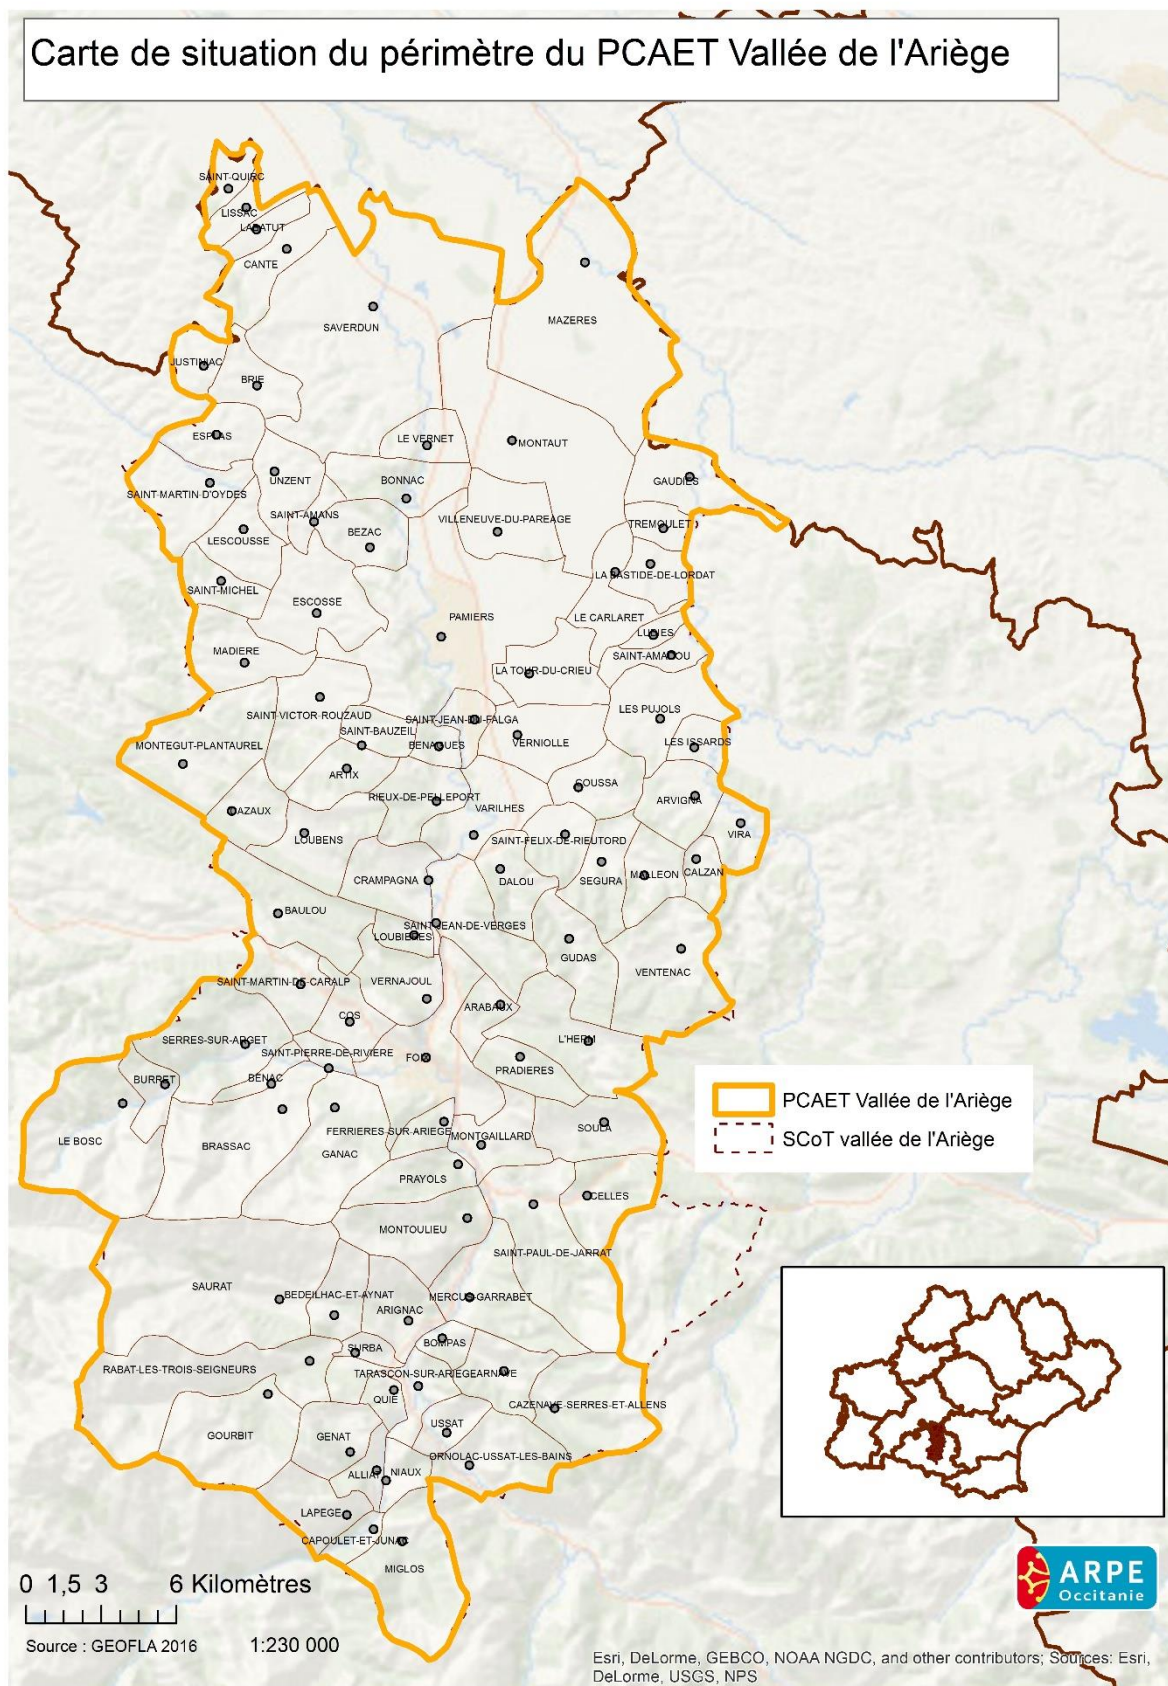 Carte de situation du périmètre du PCAET Vallée de l'Ariège
SAINT-QUIRC
LISSAC
LABATUT
CANTE
SAVERDUN
MAZERES
JUSTINIAC
BRIE
ESPLAS
LE VERNET
MONTAUT
UNZENT
BONNAC
GAUDIES
SAINT-MARTIN D'OYDES
SAINT-AMANS
VILLENEUVE-DU-PAREAGE
TREMOULET
LESCOUSSE
BEZAC
LA BASTIDE-DE-LORDAT
SAINT-MICHEL
ESCOSSE
PAMIERS
LE CARLARET
LUDIES
MADIERE
SAINT-AMADOU
LA TOUR-DU-CRIEU
SAINT-VICTOR ROUZAUD
SAINT-JEAN-DU-FALGA
LES PUJOLS
SAINT-BAUZEIL
MONTEGUT-PLANTAUREL
BENAGUES
VERNIOLLE
LES ISSARDS
ARTIX
COUSSA
RIEUX-DE-PELLEPORT
ARVIGNA
CAZAUX
VARILHES
LOUBENS
SAINT-FELIX-DE-RIEUTORD
VIRA
CRAMPAGNA
DALOU
SEGURA
MALLEON
CALZAN
BAULOU
SAINT-JEAN-DE-VERGES
LOUBIERES
GUDAS
VENTENAC
SAINT-MARTIN-DE-CARALP
VERNAJOUL
ARABAUX
COS
SERRES-SUR-ARGET
L'HERM
SAINT-PIERRE-DE-RIVIERE
FOIX
PRADIERES
BURRET
BENAC
PCAET Vallée de l'Ariège
SCoT vallée de l'Ariège
LE BOSC
BRASSAC
FERRIERES-SUR-ARIEGE
GANAC
MONTGAILLARD
SOULA
PRAYOLS
CELLES
MONTOULIEU
SAINT-PAUL-DE-JARRAT
SAURAT
BEDEILHAC-ET-AYNAT
MERCUS-GARRABET
ARIGNAC
BOMPAS
SURBA
RABAT-LES-TROIS-SEIGNEURS
TARASCON-SUR-ARIEGE
ARNAVE
QUIE
CAZENAVE-SERRES-ET-ALLENS
GOURBIT
GENAT
USSAT
ORNOLAC-USSAT-LES-BAINS
ALLIAT
NIAUX
LAPEGE
CAPOULET-ET-JUNAC
MIGLOS
0 1,5 3 6 Kilomètres
Source : GEOFLA 2016 1:230 000
ARPE
Occitanie
Esri, DeLorme, GEBCO, NOAA NGDC, and other contributors; Sources: Esri,
DeLorme, USGS, NPS